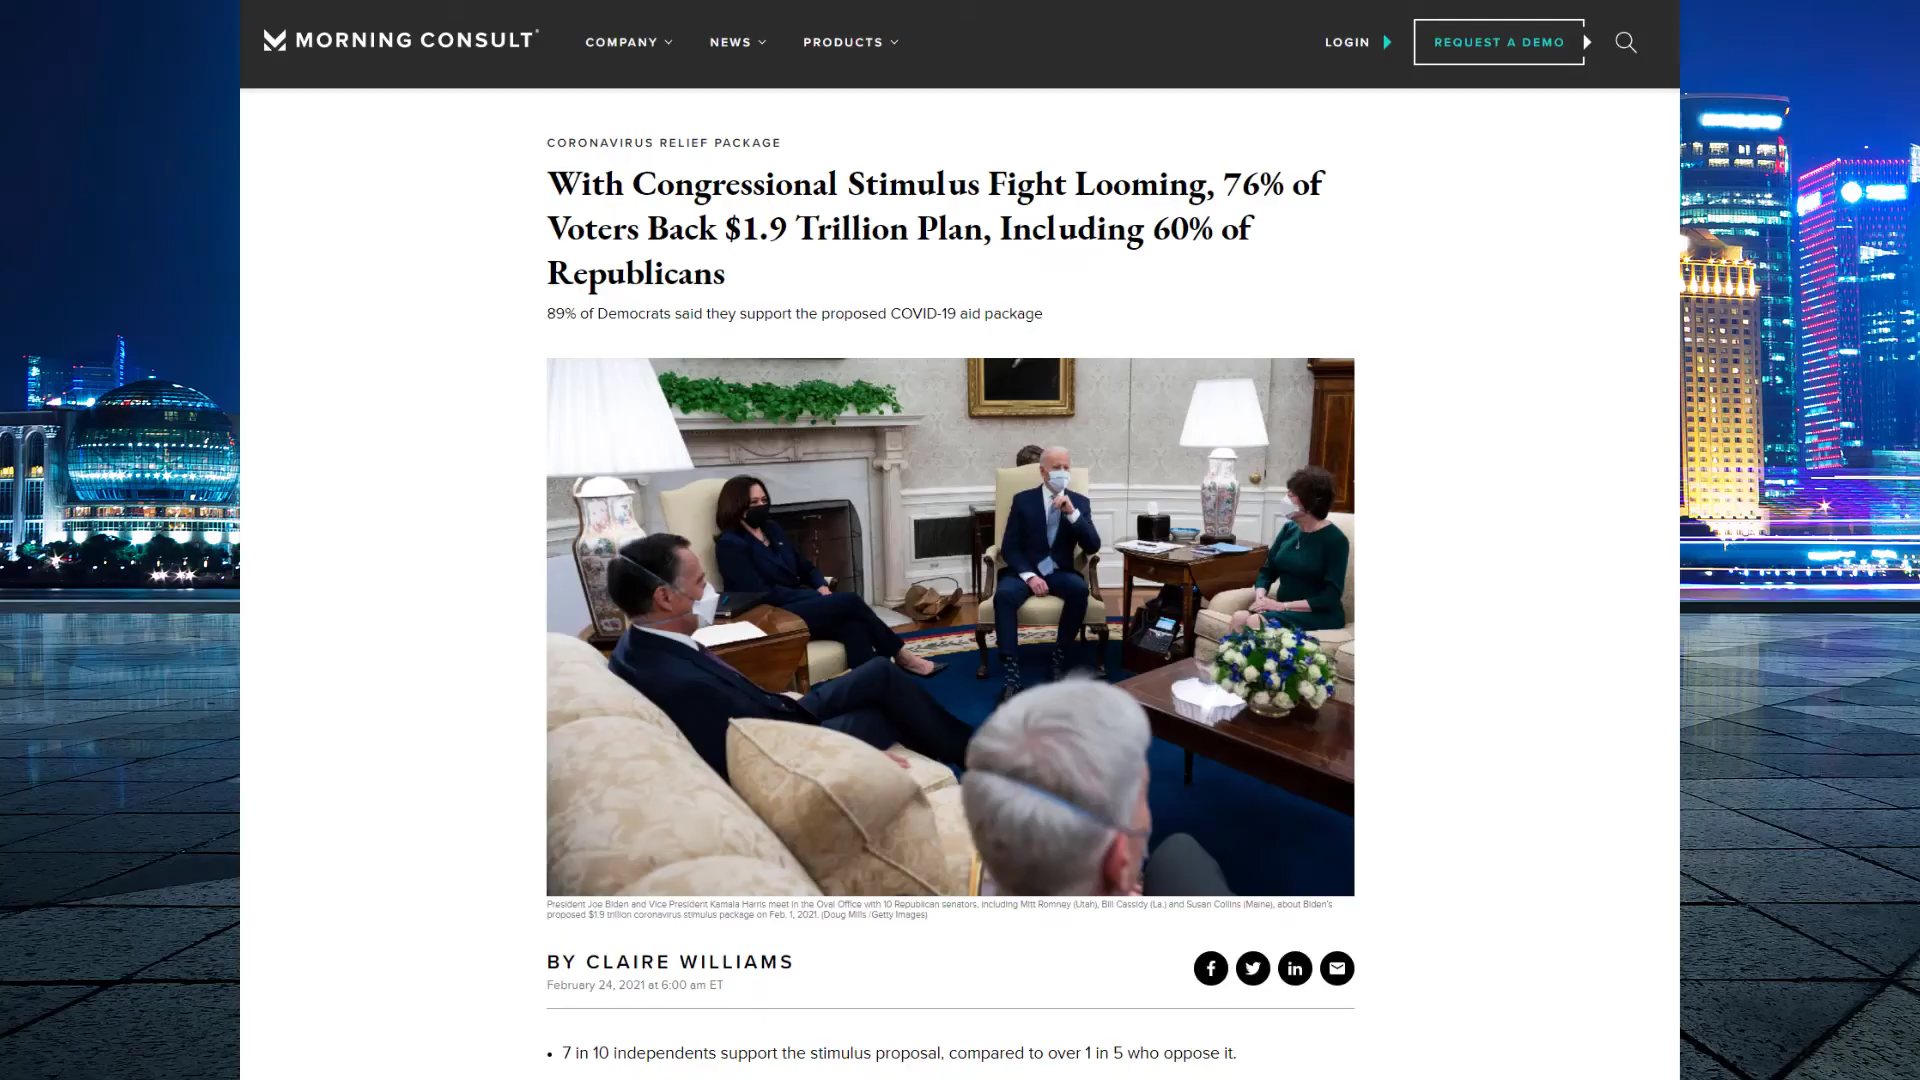 MORNING CONSULT
COMPANY NEWS PRODUCTS LOGIN REQUEST A DEMO
CORONAVIRUS RELIEF PACKAGE
With Congressional Stimulus Fight Looming, 76% of
Voters Back $1.9 Trillion Plan, Including 60% of
Republicans
89% of Democrats said they support the proposed COVID-19 aid package
President Joe Biden and Vice President Kamala Harris meet in the Oval Office with 10 Republican senators, including Mitt Romney (Utah), Bill Cassidy (La.) and Susan Collins (Maine), about Biden's
proposed $1.9 trillion coronavirus stimulus package on Feb. 1, 2021. (Doug Mills /Getty Images)
BY CLAIRE WILLIAMS
February 24, 2021 at 6:00 am ET
• 7 in 10 independents support the stimulus proposal, compared to over 1 in 5 who oppose it.